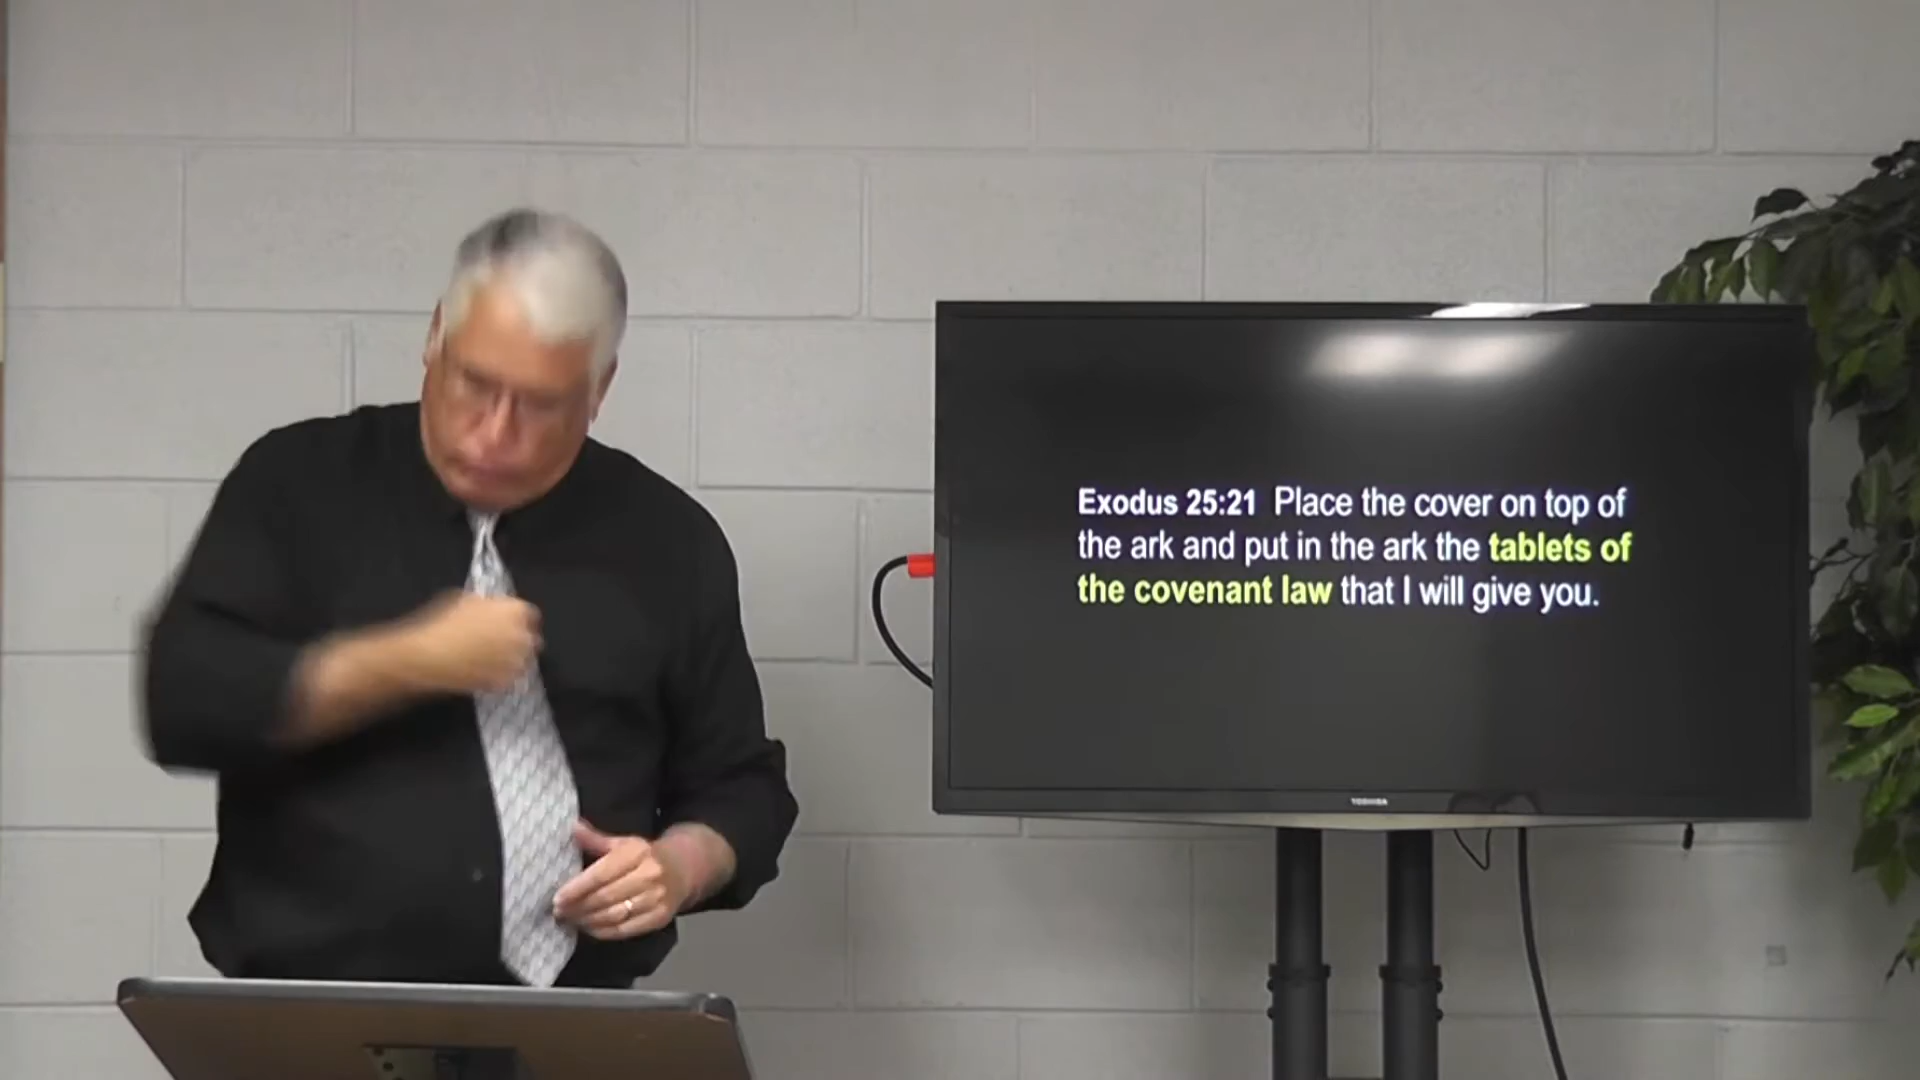 Exodus 25:21 Place the cover on top of
the ark and put in the ark the tablets of
the covenant law that I will give you.
TOSHIBA